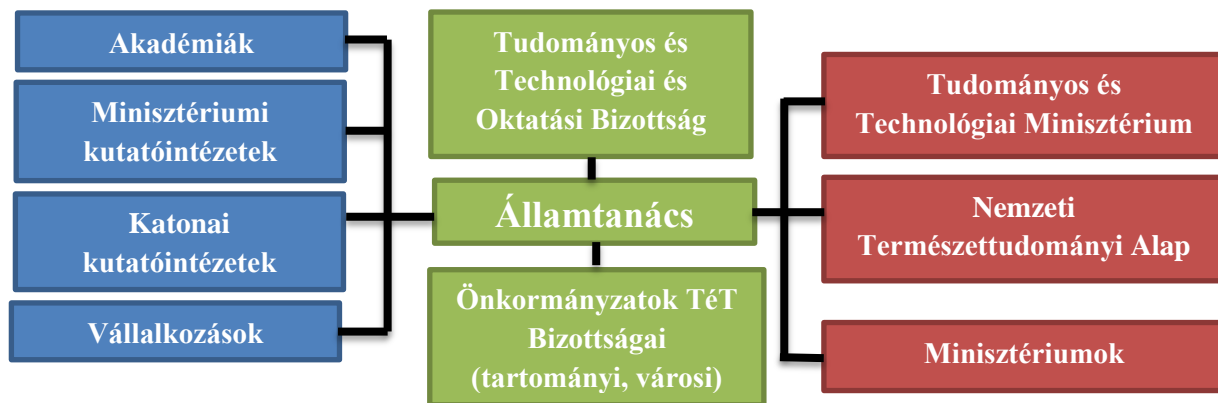 Akadémiák
Minisztériumi
kutatóintézetek
Katonai
kutatóintézetek
Vállalkozások
Tudományos és
Technológiai és
Oktatási Bizottság
Államtanács
Önkormányzatok TéT
Bizottságai
(tartományi, városi)
Tudományos és
Technológiai Minisztérium
Nemzeti
Természettudományi Alap
Minisztériumok